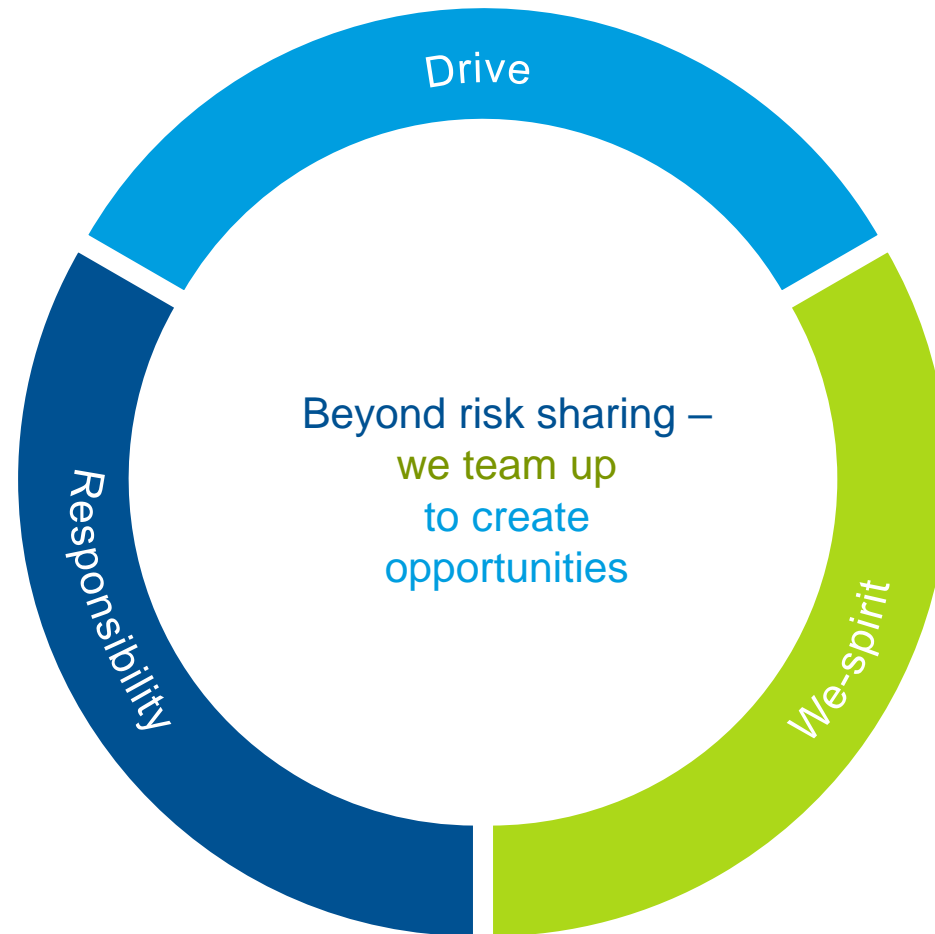 Drive
Beyond risk sharing –
we team up
to create
opportunities
Responsibility
We-spirit